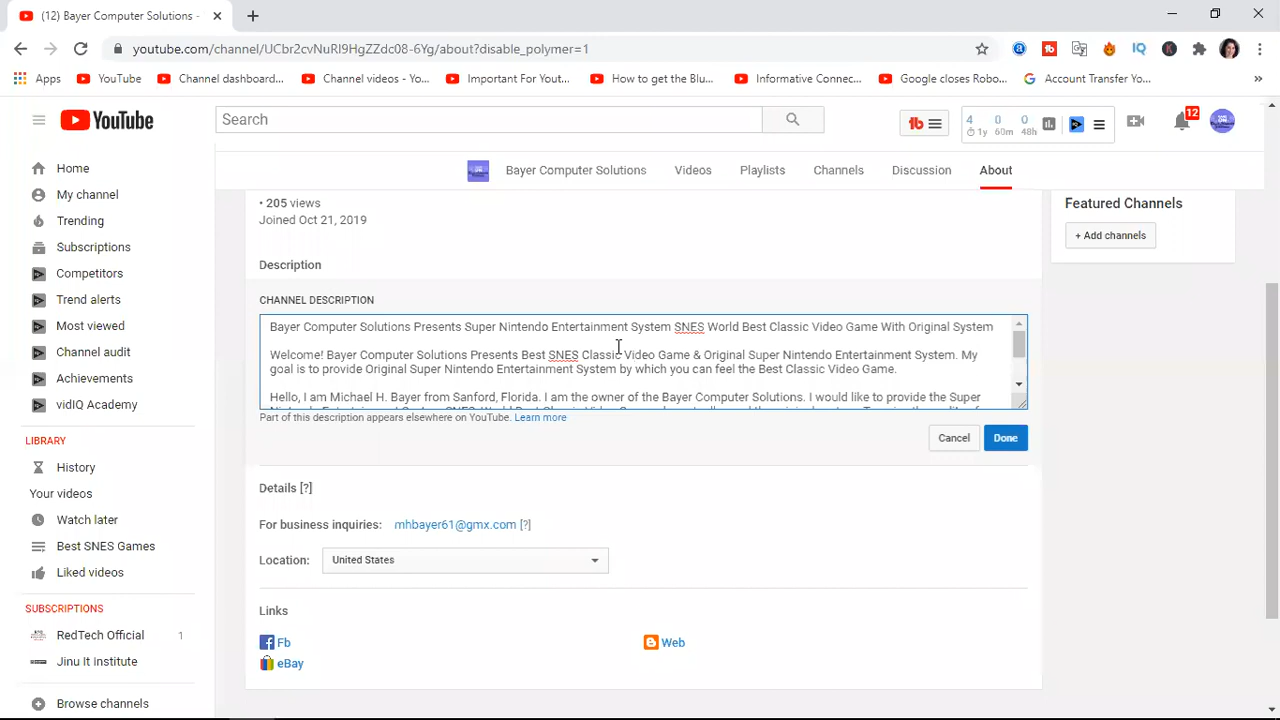 (12) Bayer Computer Solutions -
youtube.com/channel/UCbr2cvNuRI9HgZZdc08-6Yg/about?disable_polymer=1
Apps YouTube Channel dashboard... Channel videos - Yo... Important For Yout... How to get the Blu... Informative Connec... Google closes Robo... Account Transfer Yo... »
YouTube
Search
tb
4 0 0
1y 60m 48h
12
Bayer Computer Solutions Videos Playlists Channels Discussion About
Home
My channel
Trending
Subscriptions
Competitors
Trend alerts
Most viewed
Channel audit
Achievements
vidIQ Academy
LIBRARY
History
Your videos
Watch later
Best SNES Games
Liked videos
SUBSCRIPTIONS
RedTech Official 1
Jinu It institute
Browse channels
• 205 views
Joined Oct 21, 2019
Description
CHANNEL DESCRIPTION
Bayer Computer Solutions Presents Super Nintendo Entertainment System SNES World Best Classic Video Game With Original System
Welcome! Bayer Computer Solutions Presents Best SNES Classic Video Game & Original Super Nintendo Entertainment System. My
goal is to provide Original Super Nintendo Entertainment System by which you can feel the Best Classic Video Game.
Hello, I am Michael H. Bayer from Sanford, Florida. I am the owner of the Bayer Computer Solutions. I would like to provide the Super
Part of this description appears elsewhere on YouTube. Learn more
Cancel Done
Details [?]
For business inquiries: mhbayer61@gmx.com [?]
Location: United States
Links
Fb
Web
eBay
Featured Channels
+ Add channels